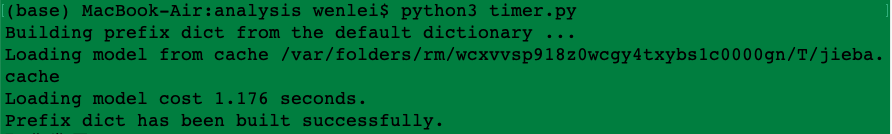 (base) MacBook-Air:analysis wenlei$ python3 timer.py
Building prefix dict from the default dictionary ...
Loading model from cache /var/folders/rm/wcxvvsp918z0wcgy4txybs1c0000gn/T/jieba.
cache
Loading model cost 1.176 seconds.
Prefix dict has been built successfully.